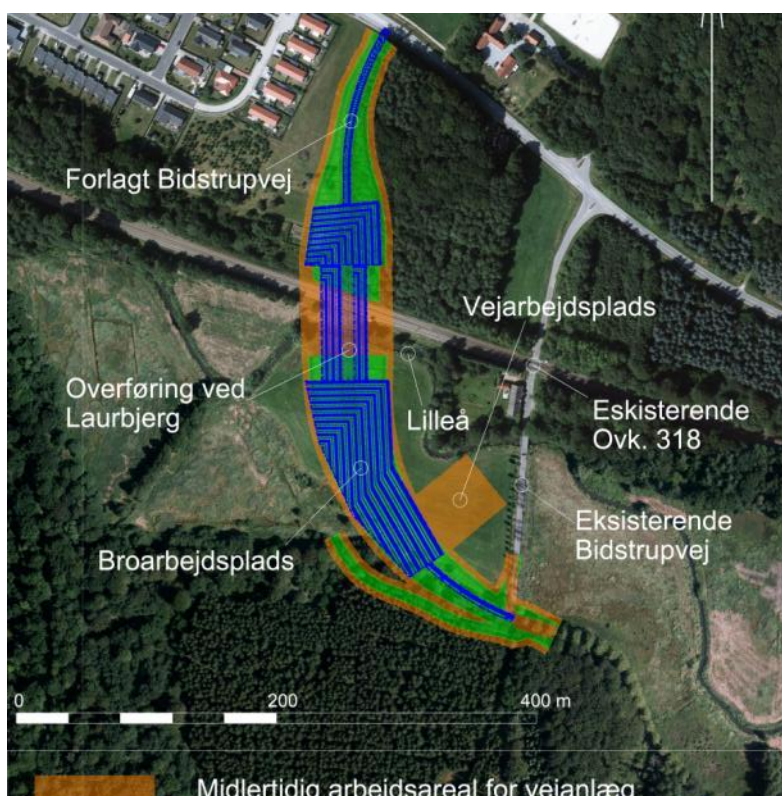 Forlagt Bidstrupvej
Vejarbejdsplads
Overføring ved
Laurbjerg
Lilleå
Eskisterende
Ovk. 318
Broarbejdsplads
Eksisterende
Bidstrupvej
0 200 400 m
Midlertidig arbejdsareal for vejanlæg